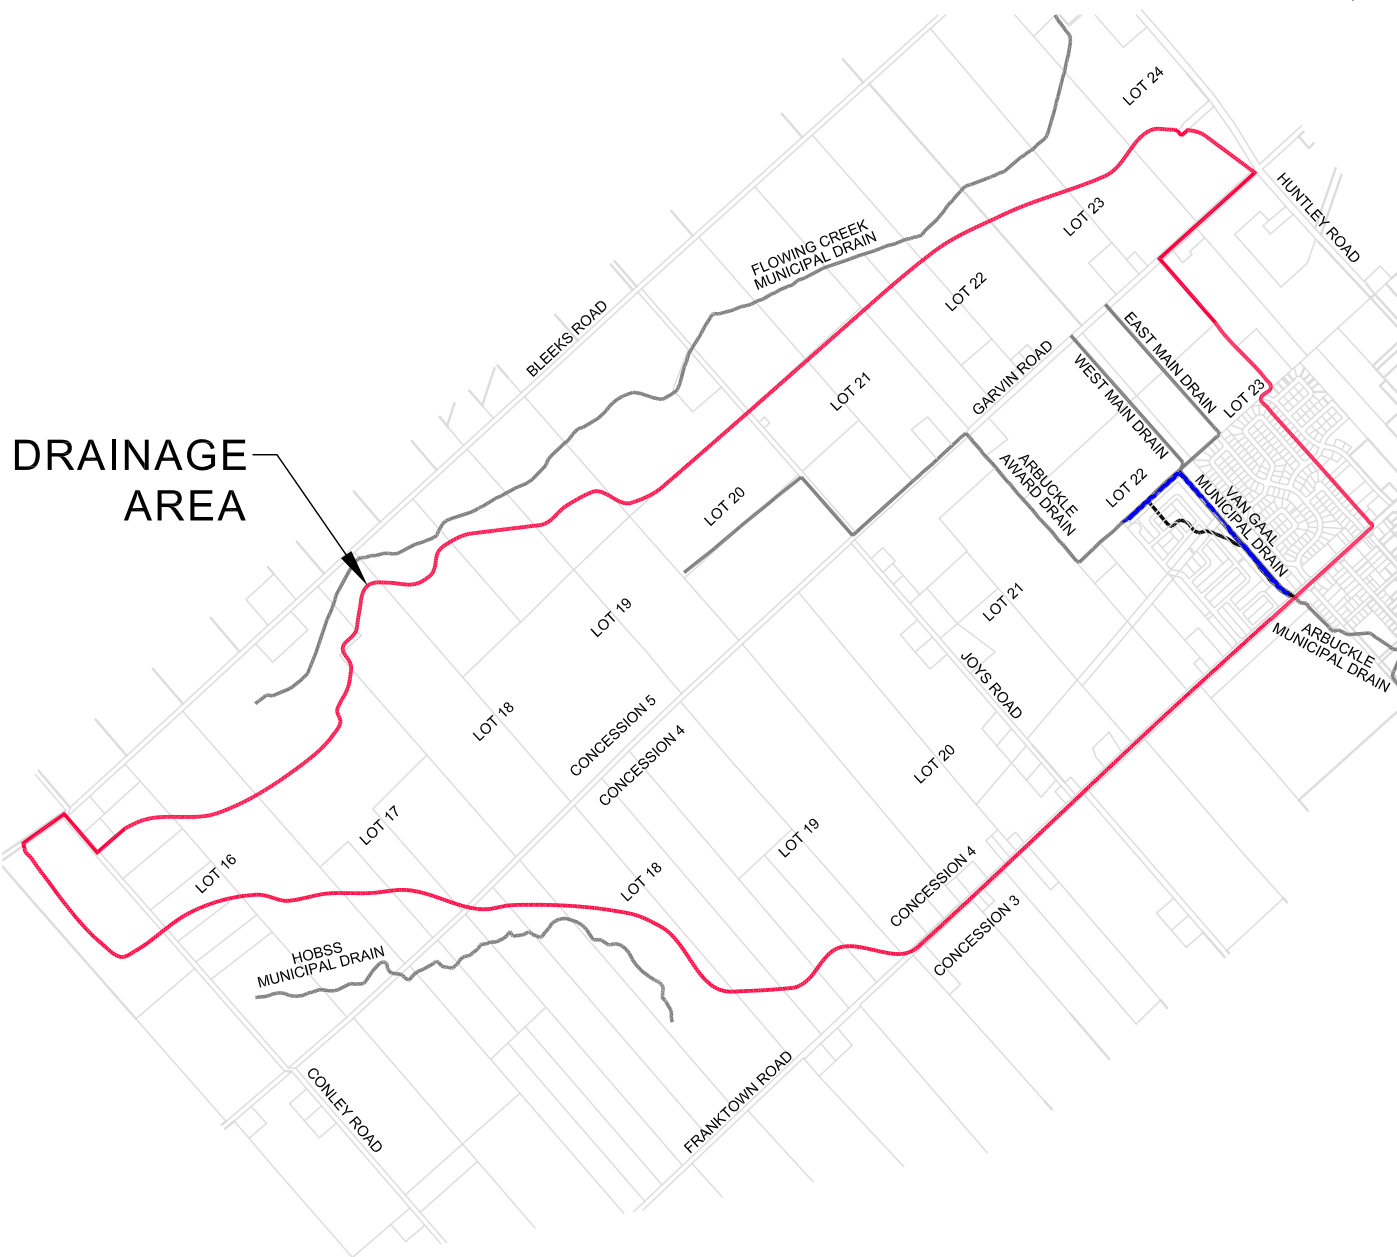 LOT 24
HUNTLEY ROAD
LOT 23
FLOWING CREEK
MUNICIPAL DRAIN
LOT 22
BLEEKS ROAD
EAST MAIN DRAIN
GARVIN ROAD
WEST MAIN DRAIN
LOT 21
LOT 23
DRAINAGE
AREA
ARBUCKLE
AWARD DRAIN
LOT 22
VAN GAAL
MUNICIPAL DRAIN
LOT 20
LOT 19
LOT 21
ARBUCKLE
MUNICIPAL DRAIN
JOYS ROAD
LOT 18
CONCESSION 5
CONCESSION 4
LOT 20
LOT 17
LOT 19
LOT 16
LOT 18
CONCESSION 4
CONCESSION 3
HOBSS
MUNICIPAL DRAIN
CONLEY ROAD
FRANKTOWN ROAD